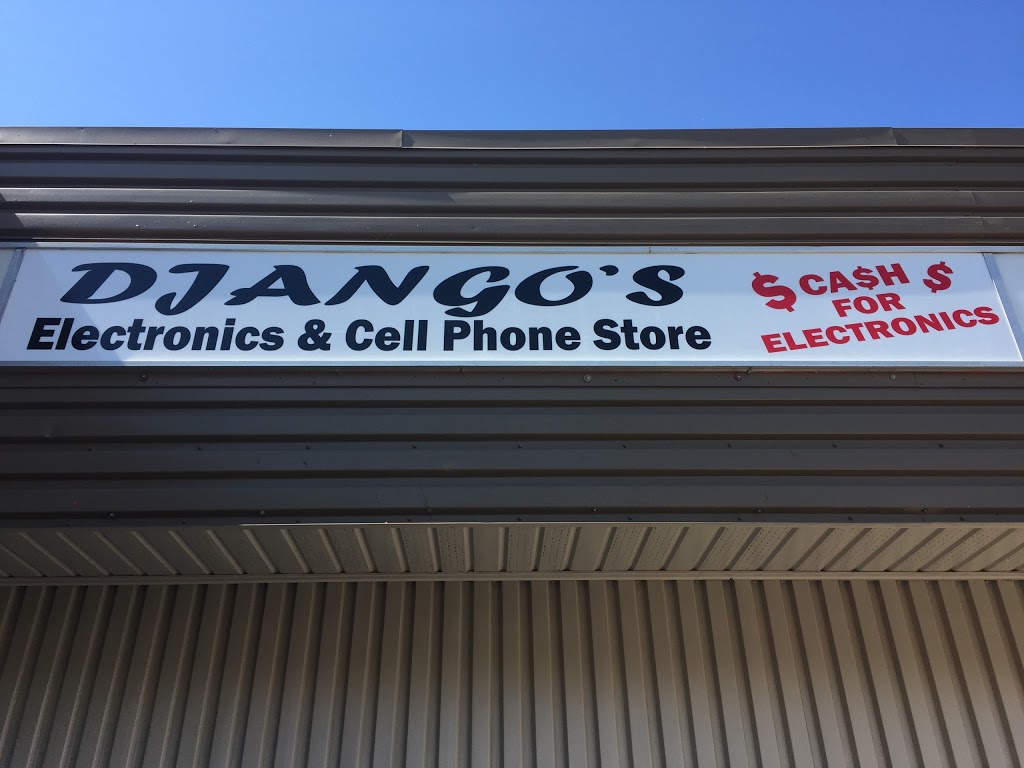 DJANGO'S
Electronics & Cell Phone Store
$ CA$H $
FOR
ELECTRONICS